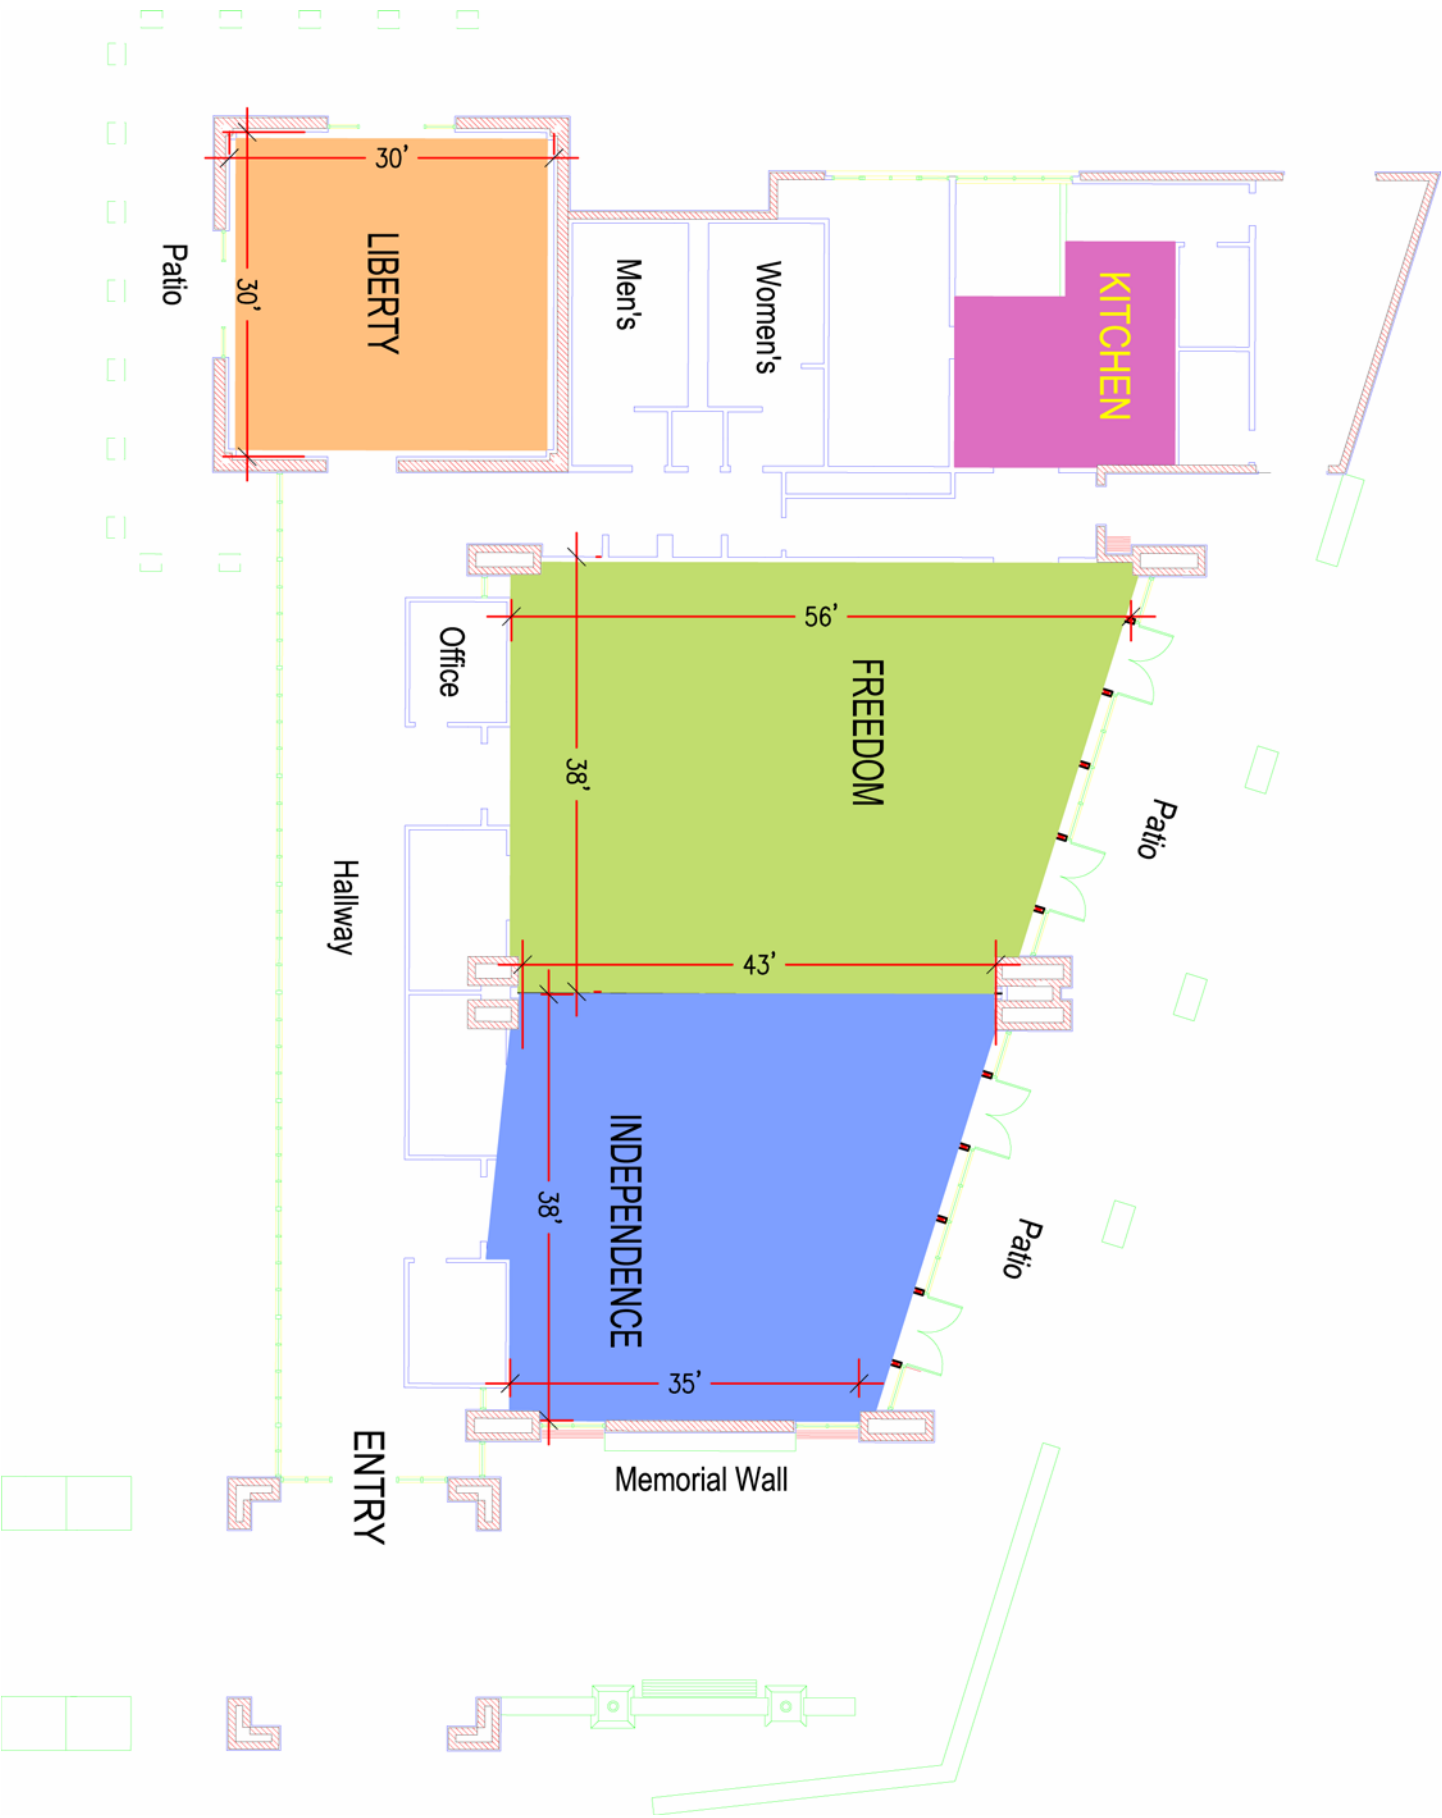 30'
LIBERTY
30'
Patio
Men's
Women's
KITCHEN
56'
Office
FREEDOM
38'
Patio
Hallway
43'
INDEPENDENCE
38'
Patio
35'
ENTRY
Memorial Wall